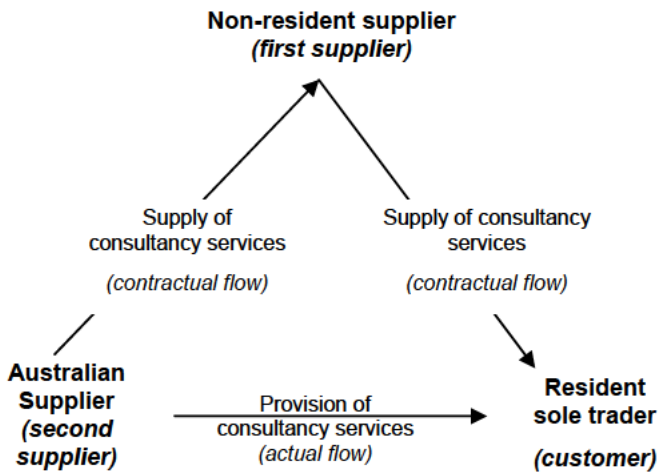 Non-resident supplier
(first supplier)
Supply of
consultancy services
(contractual flow)
Supply of consultancy
services
(contractual flow)
Australian
Supplier
(second
supplier)
Provision of
consultancy services
(actual flow)
Resident
sole trader
(customer)